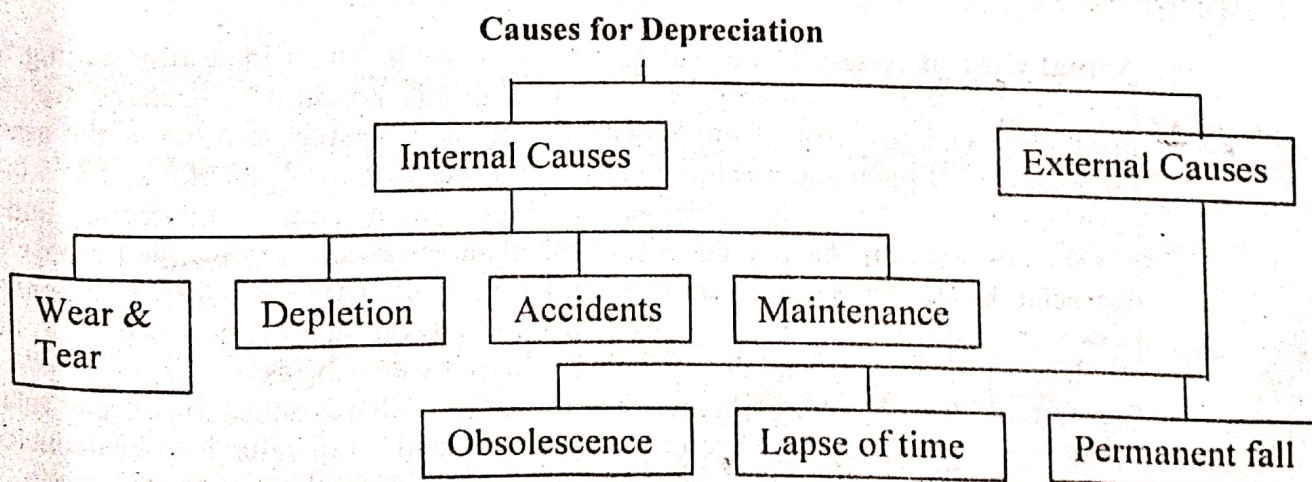 Causes for Depreciation
Internal Causes
External Causes
Wear &
Tear
Depletion
Accidents
Maintenance
Obsolescence
Lapse of time
Permanent fall